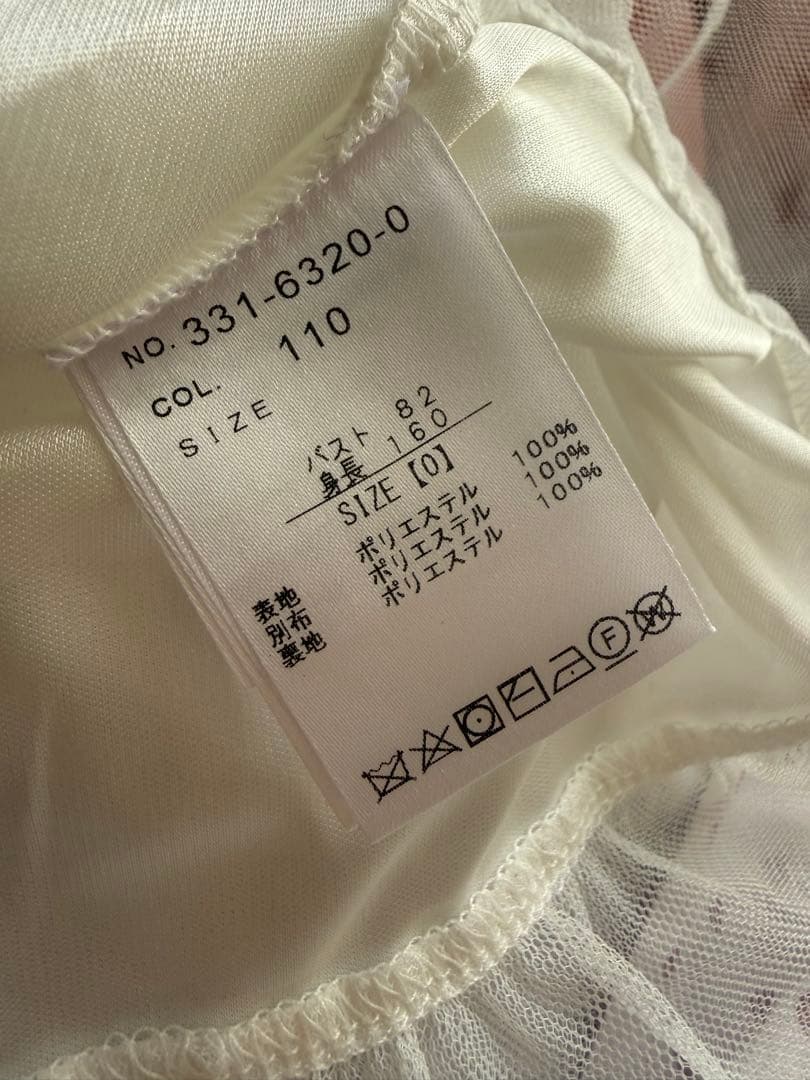 NO. 331-6320-0
COL. 110
SIZE
バスト 82
身長 160
SIZE【0】
表地 ポリエステル 100%
別布 ポリエステル 100%
裏地 ポリエステル 100%
F W